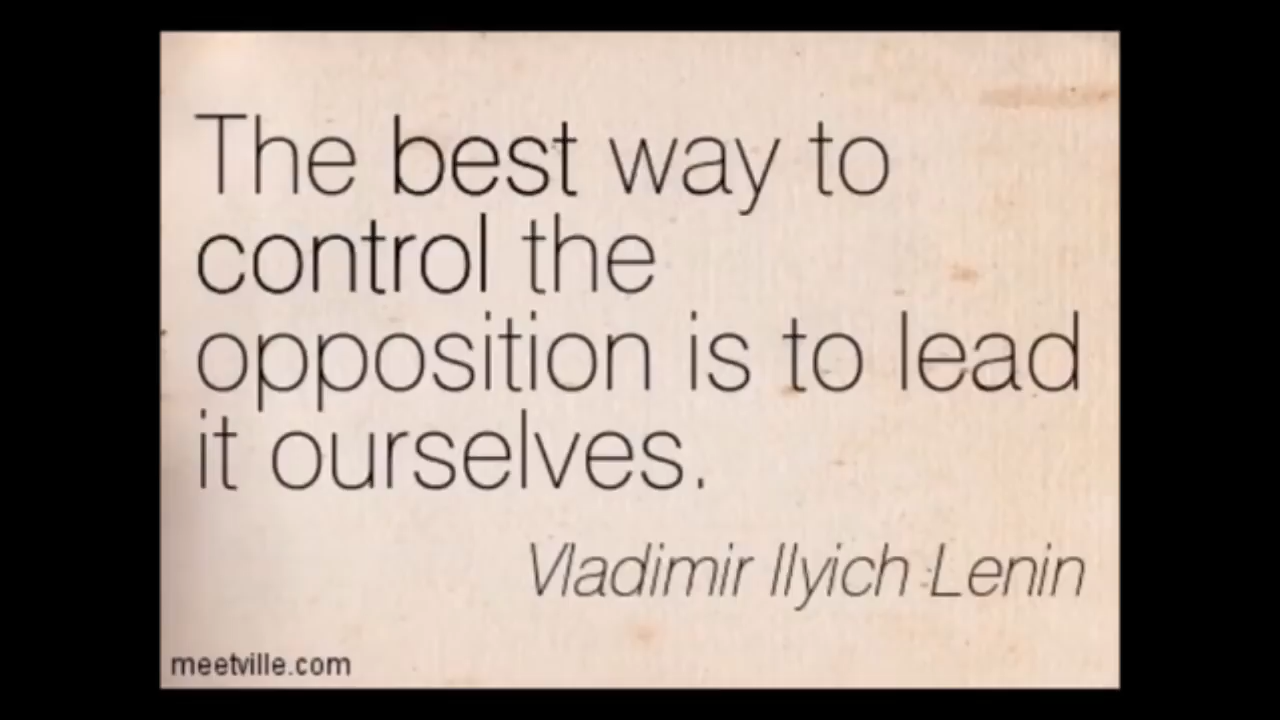 The best way to
control the
opposition is to lead
it ourselves.
Vladimir Ilyich Lenin
meetville.com